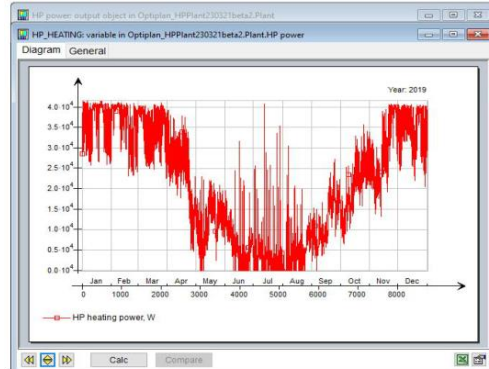 HP power: output object in Optiplan_HPPlant230321beta2.Plant
HP_HEATING: variable in Optiplan_HPPlant230321beta2.Plant.HP power
Diagram General
Year: 2019
4.0·10⁴
3.5·10⁴
3.0·10⁴
2.5·10⁴
2.0·10⁴
1.5·10⁴
1.0·10⁴
0.5·10⁴
0.0·10⁰
Jan Feb Mar Apr May Jun Jul Aug Sep Oct Nov Dec
0 1000 2000 3000 4000 5000 6000 7000 8000
HP heating power, W
Calc Compare